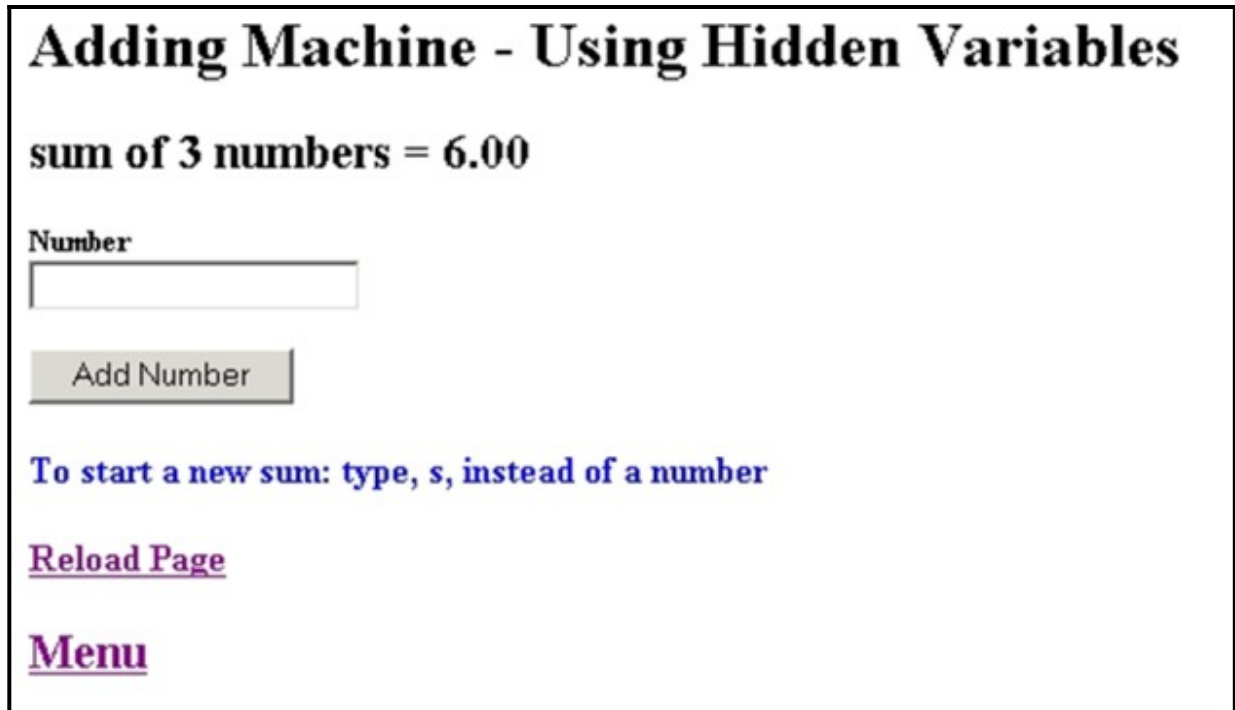 Adding Machine - Using Hidden Variables
sum of 3 numbers = 6.00
Number
Add Number
To start a new sum: type, s, instead of a number
Reload Page
Menu